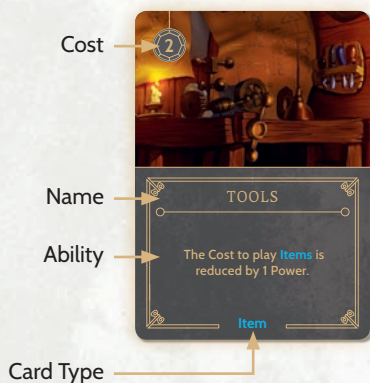 Cost
2
Name
TOOLS
Ability
The Cost to play Items is
reduced by 1 Power.
Item
Card Type